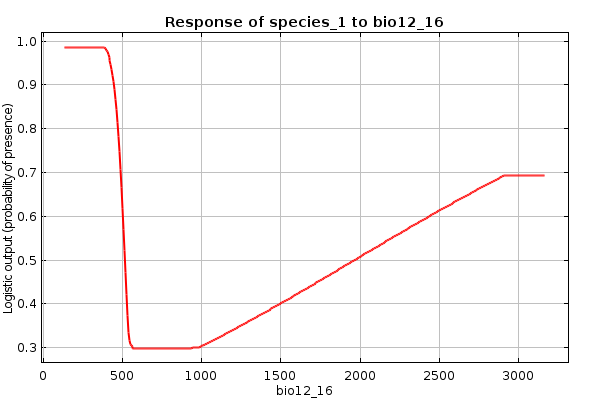 Response of species_1 to bio12_16
Logistic output (probability of presence)
1.0
0.9
0.8
0.7
0.6
0.5
0.4
0.3
0 500 1000 1500 2000 2500 3000
bio12_16